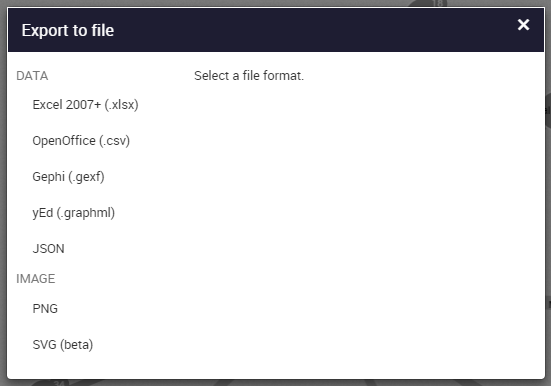 Export to file
DATA
Select a file format.
Excel 2007+ (.xlsx)
OpenOffice (.csv)
Gephi (.gexf)
yEd (.graphml)
JSON
IMAGE
PNG
SVG (beta)